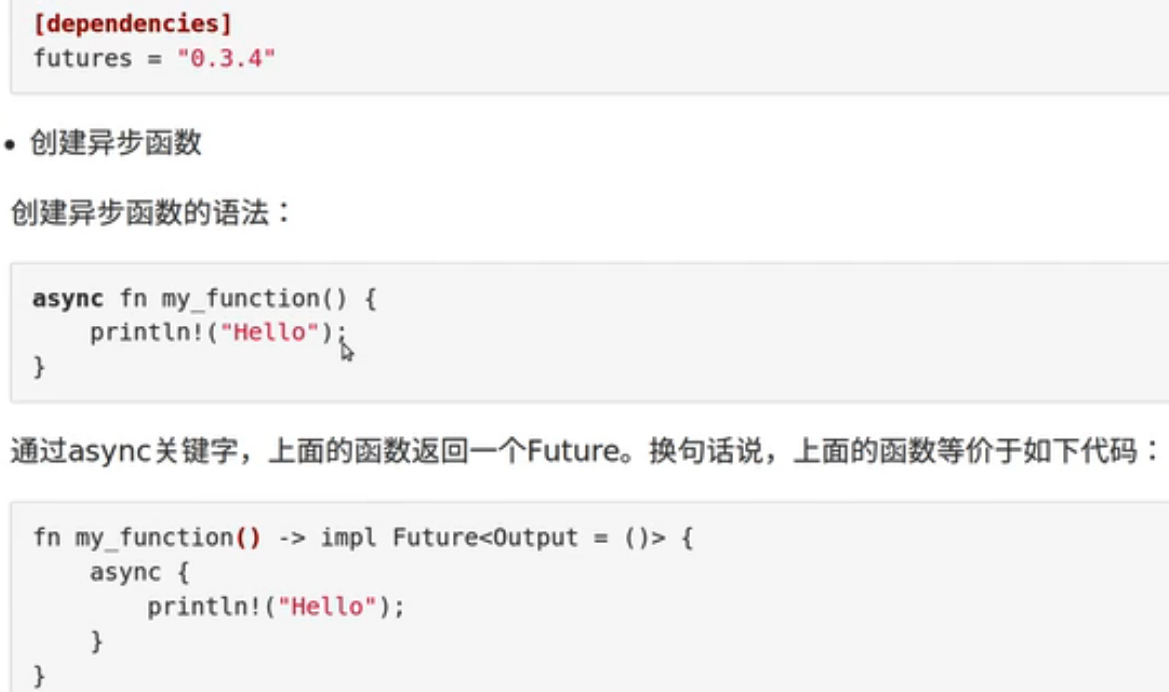 [dependencies]
futures = "0.3.4"
• 创建异步函数
创建异步函数的语法：
async fn my_function() {
    println!("Hello");
}
通过async关键字，上面的函数返回一个Future。换句话说，上面的函数等价于如下代码：
fn my_function() -> impl Future<Output = ()> {
    async {
        println!("Hello");
    }
}